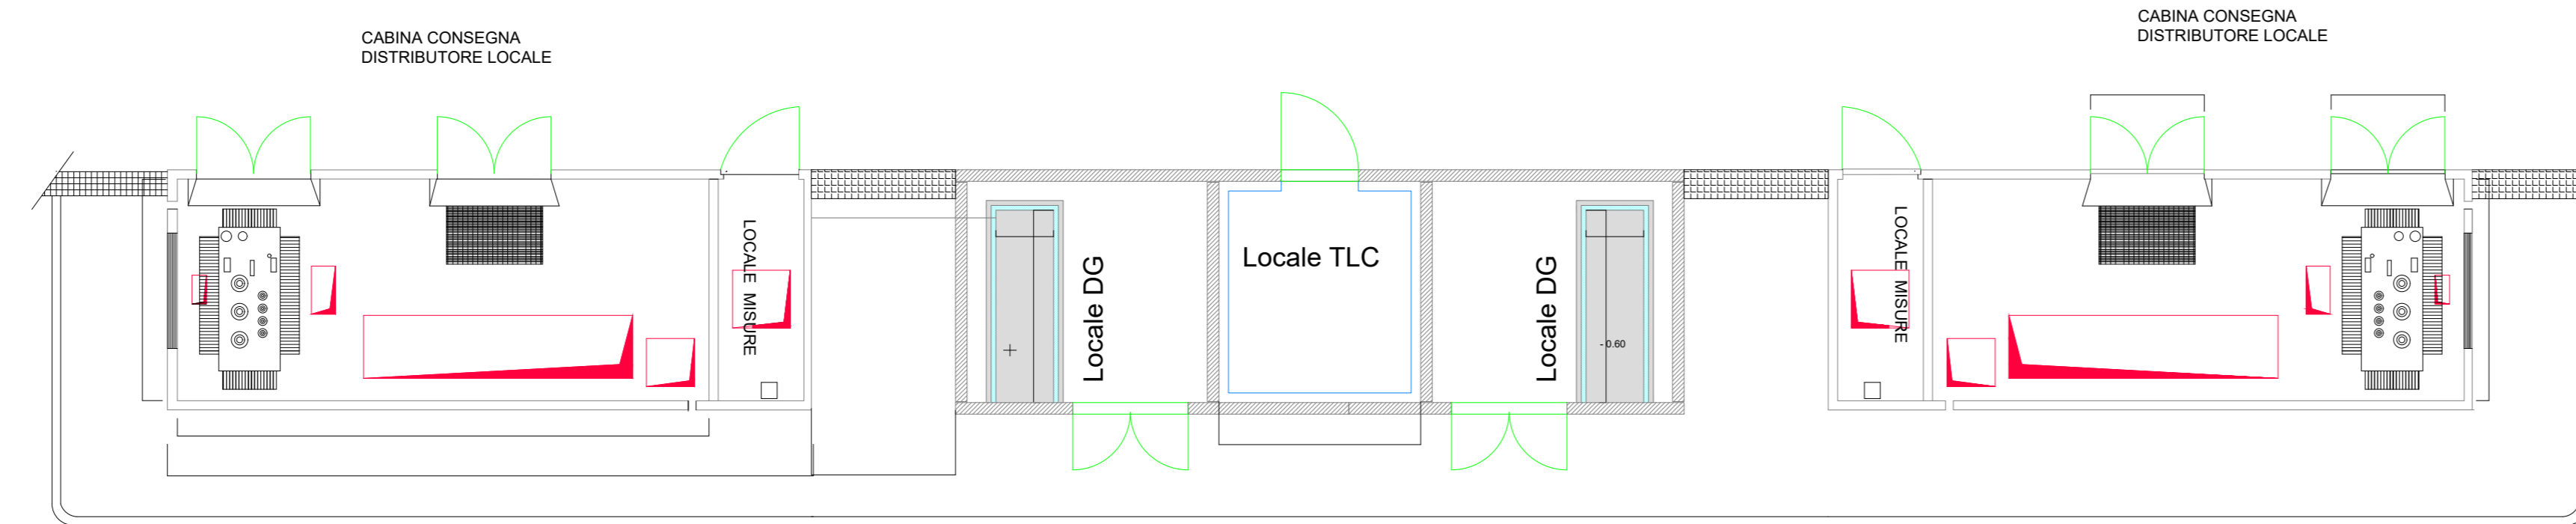 CABINA CONSEGNA
DISTRIBUTORE LOCALE
CABINA CONSEGNA
DISTRIBUTORE LOCALE
LOCALE MISURE
Locale DG
Locale TLC
Locale DG
- 0.60
LOCALE MISURE